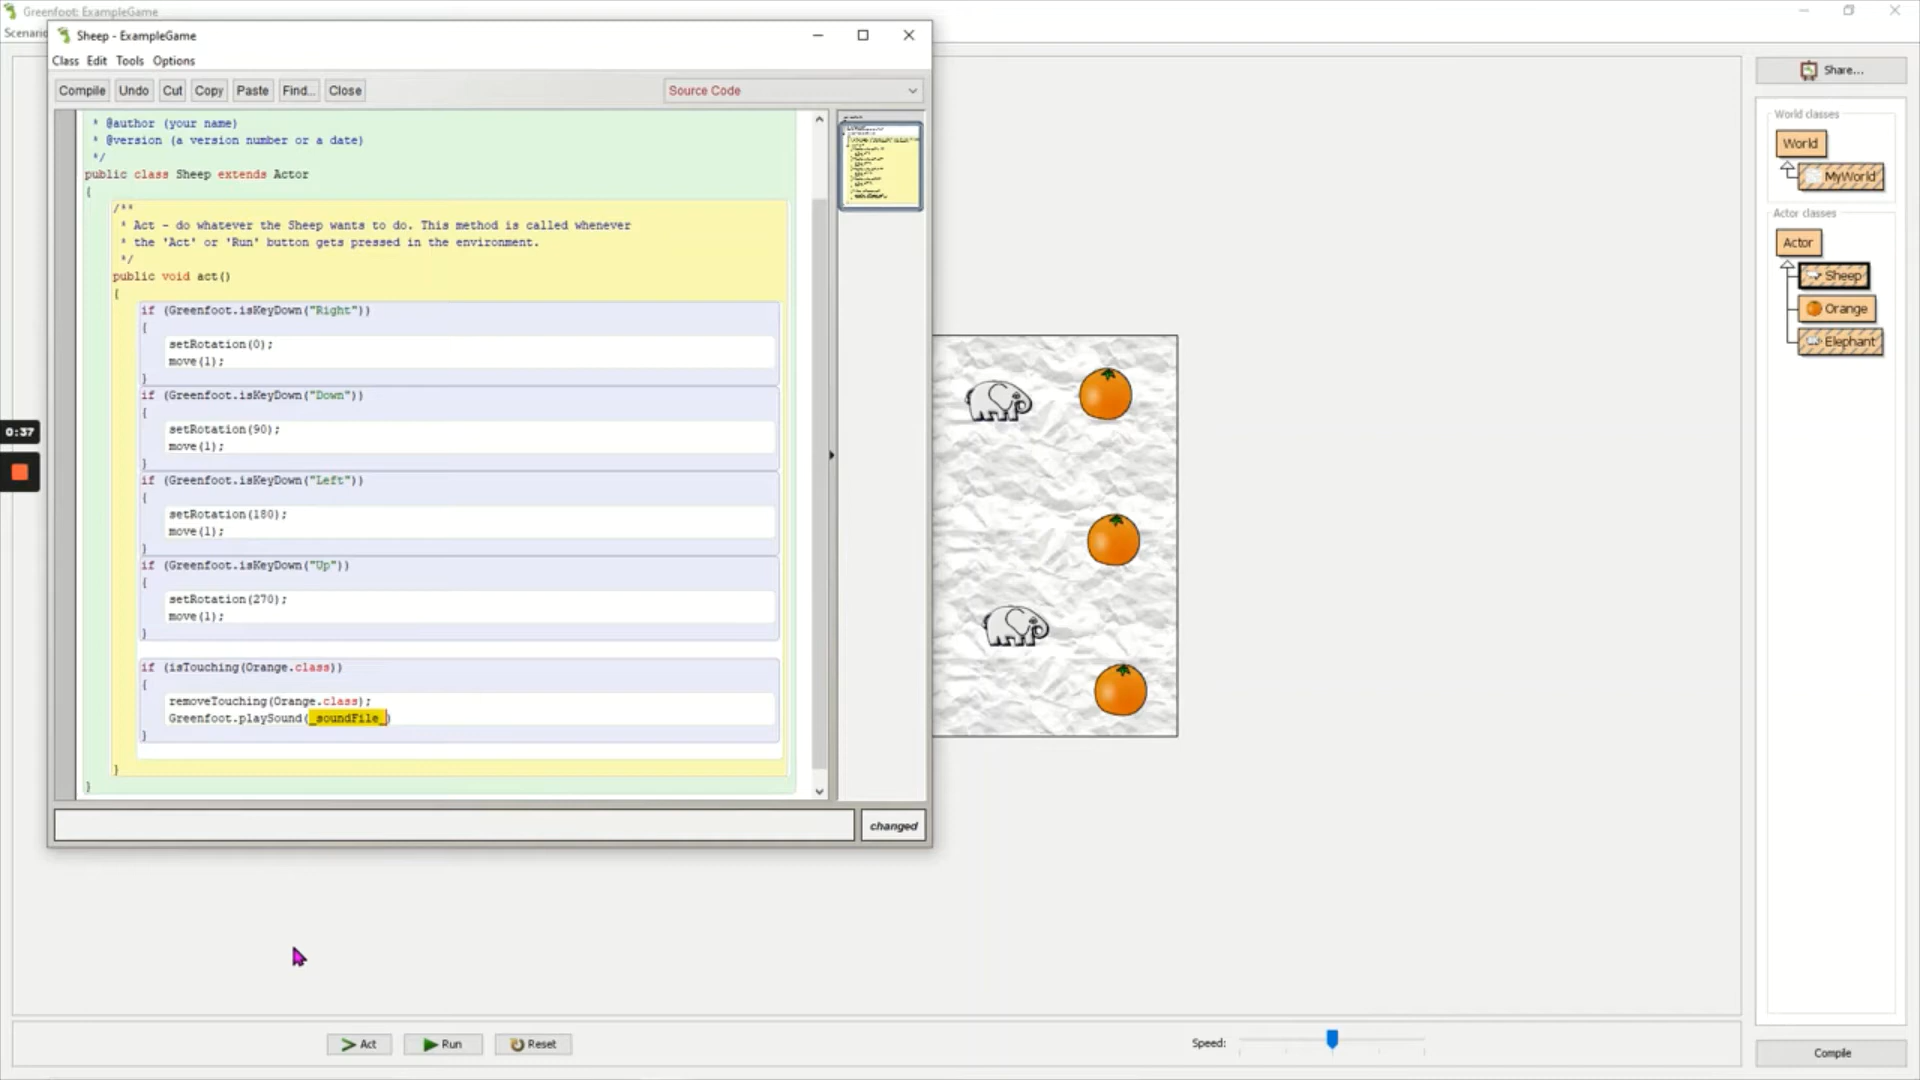 Greenfoot: ExampleGame
Scenario
Sheep - ExampleGame
Class Edit Tools Options
Compile Undo Cut Copy Paste Find... Close Source Code
* @author (your name)
* @version (a version number or a date)
*/
public class Sheep extends Actor
{
/**
* Act - do whatever the Sheep wants to do. This method is called whenever
* the 'Act' or 'Run' button gets pressed in the environment.
*/
public void act()
{
if (Greenfoot.isKeyDown("Right"))
{
setRotation(0);
move(1);
}
if (Greenfoot.isKeyDown("Down"))
{
setRotation(90);
move(1);
}
if (Greenfoot.isKeyDown("Left"))
{
setRotation(180);
move(1);
}
if (Greenfoot.isKeyDown("Up"))
{
setRotation(270);
move(1);
}
if (isTouching(Orange.class))
{
removeTouching(Orange.class);
Greenfoot.playSound(_soundFile_)
}
}
}
changed
0:37
Share...
World classes
World
MyWorld
Actor classes
Actor
Sheep
Orange
Elephant
Act Run Reset Speed:
Compile